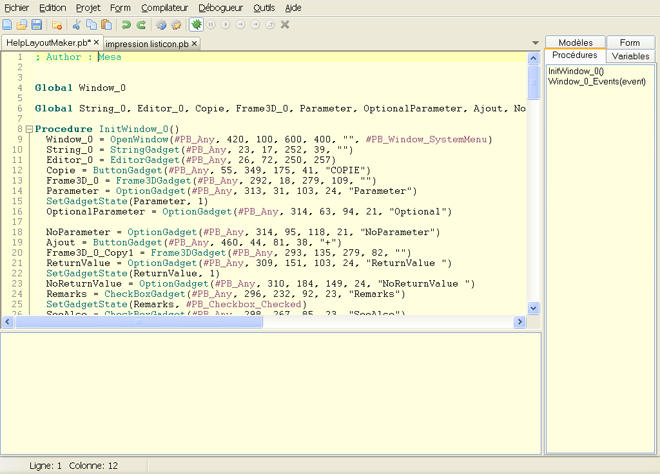 Fichier Edition Projet Form Compilateur Débogueur Outils Aide
HelpLayoutMaker.pb* impression listicon.pb
Modèles Form
Procédures Variables
InitWindow_0()
Window_0_Events(event)
1 ; Author : Mesa
2
3
4 Global Window_0
5
6 Global String_0, Editor_0, Copie, Frame3D_0, Parameter, OptionalParameter, Ajout, No
7
8 Procedure InitWindow_0()
9 Window_0 = OpenWindow(#PB_Any, 420, 100, 600, 400, "", #PB_Window_SystemMenu)
10 String_0 = StringGadget(#PB_Any, 23, 17, 252, 39, "")
11 Editor_0 = EditorGadget(#PB_Any, 26, 72, 250, 257)
12 Copie = ButtonGadget(#PB_Any, 55, 349, 175, 41, "COPIE")
13 Frame3D_0 = Frame3DGadget(#PB_Any, 292, 18, 279, 109, "")
14 Parameter = OptionGadget(#PB_Any, 313, 31, 103, 24, "Parameter")
15 SetGadgetState(Parameter, 1)
16 OptionalParameter = OptionGadget(#PB_Any, 314, 63, 94, 21, "Optional")
17
18 NoParameter = OptionGadget(#PB_Any, 314, 95, 118, 21, "NoParameter")
19 Ajout = ButtonGadget(#PB_Any, 460, 44, 81, 38, "+")
20 Frame3D_0_Copy1 = Frame3DGadget(#PB_Any, 293, 135, 279, 82, "")
21 ReturnValue = OptionGadget(#PB_Any, 309, 151, 103, 24, "ReturnValue ")
22 SetGadgetState(ReturnValue, 1)
23 NoReturnValue = OptionGadget(#PB_Any, 310, 184, 149, 24, "NoReturnValue ")
24 Remarks = CheckBoxGadget(#PB_Any, 296, 232, 92, 23, "Remarks")
25 SetGadgetState(Remarks, #PB_Checkbox_Checked)
26 SeeAlso = CheckBoxGadget(#PB_Any, 298, 267, 85, 23, "SeeAlso")
Ligne: 1 Colonne: 12